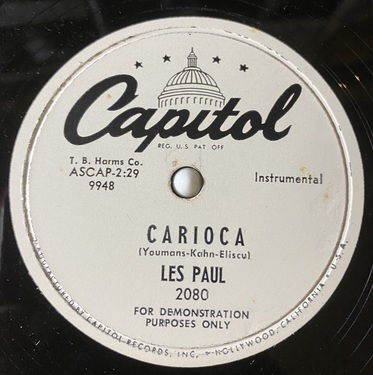 Capitol
REG. U.S. PAT. OFF.
T. B. Harms Co.
ASCAP-2:29
9948
Instrumental
CARIOCA
(Youmans-Kahn-Eliscu)
LES PAUL
2080
FOR DEMONSTRATION
PURPOSES ONLY
MANUFACTURED BY CAPITOL RECORDS, INC. • HOLLYWOOD, CALIFORNIA • U.S.A.